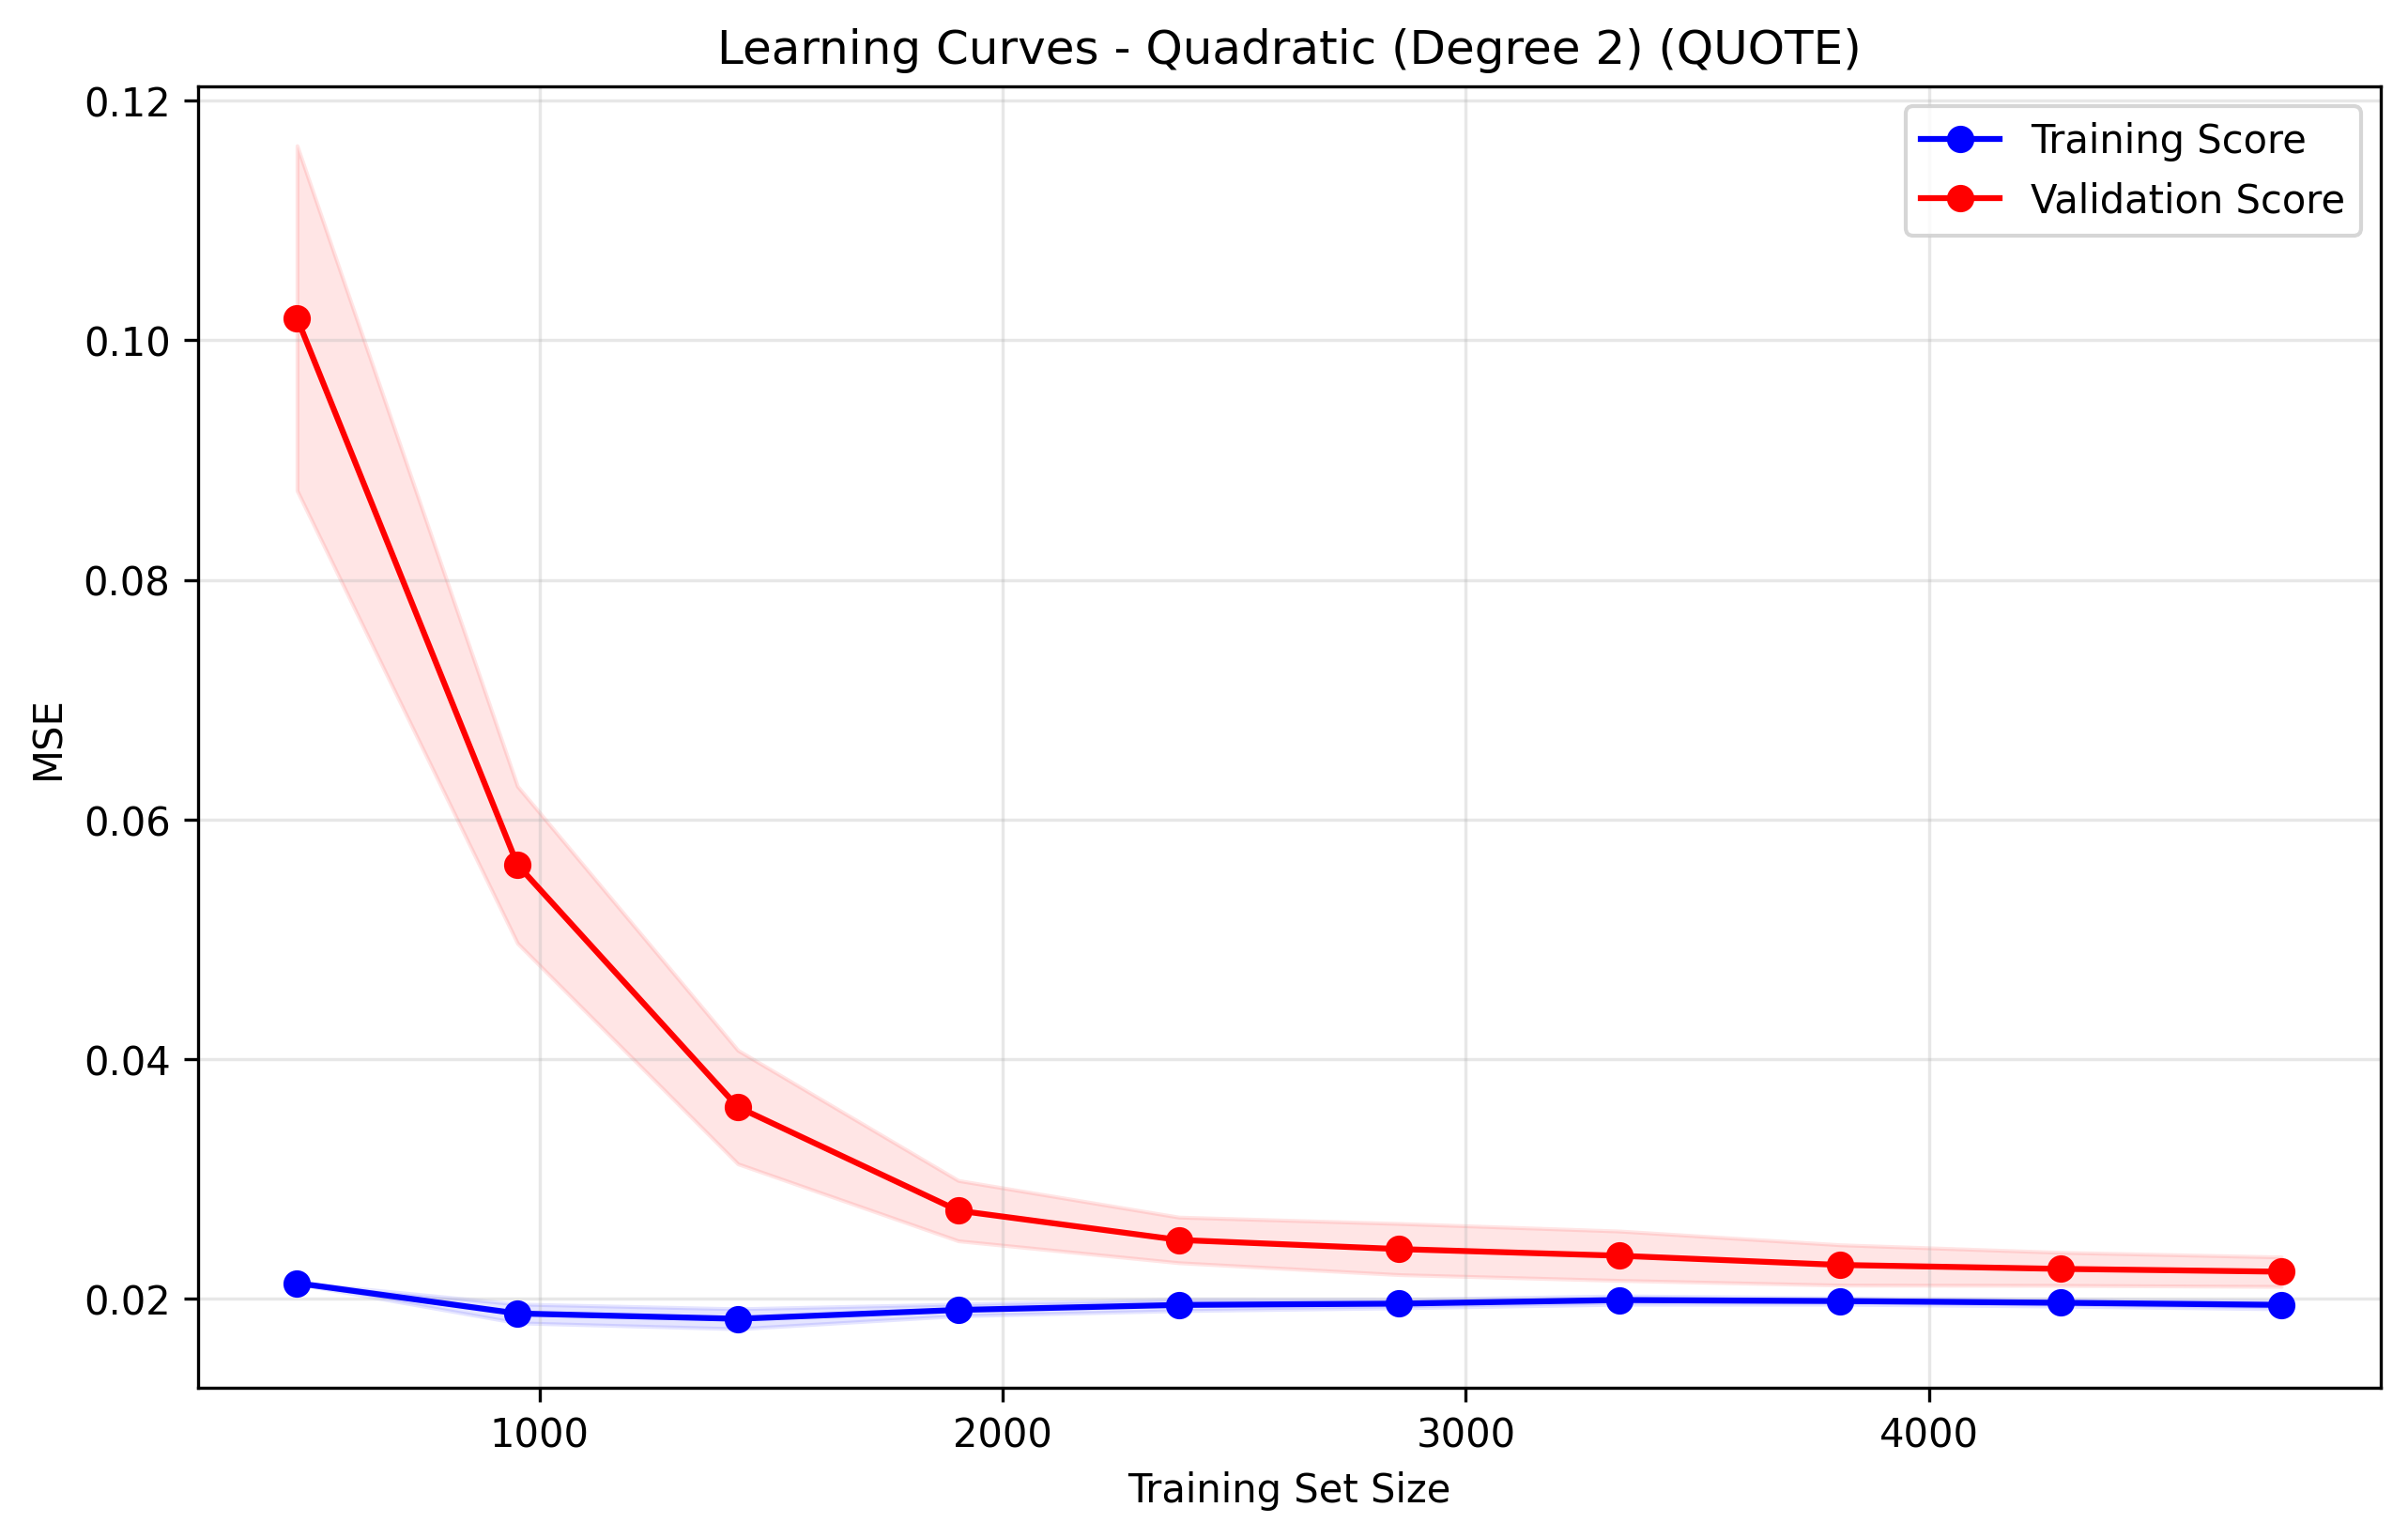 Learning Curves - Quadratic (Degree 2) (QUOTE)
Training Score
Validation Score
MSE
0.12
0.10
0.08
0.06
0.04
0.02
1000 2000 3000 4000
Training Set Size